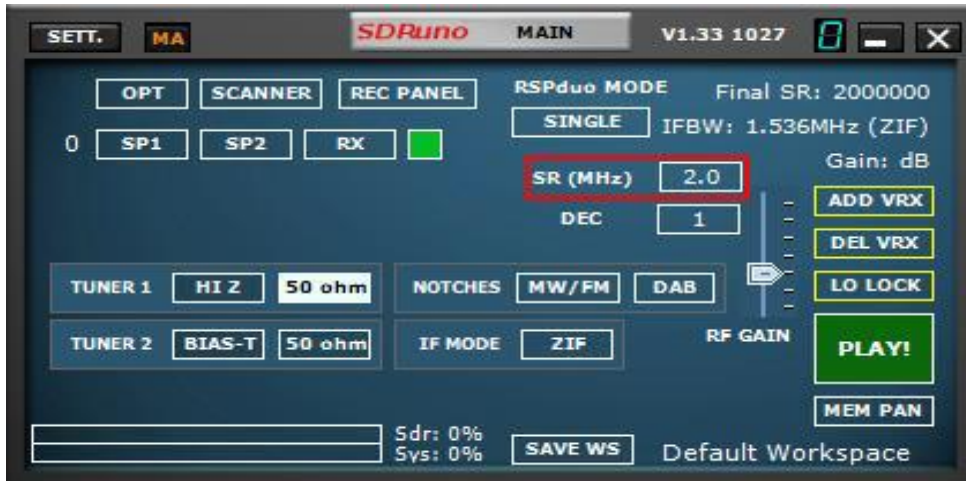 SETT. MA SDRuno MAIN V1.33 1027 0
OPT SCANNER REC PANEL RSPduo MODE Final SR: 2000000
0 SP1 SP2 RX SINGLE IFBW: 1.536MHz (ZIF)
Gain: dB
SR (MHz) 2.0 ADD VRX
DEC 1 DEL VRX
TUNER 1 HI Z 50 ohm NOTCHES MW/FM DAB LO LOCK
TUNER 2 BIAS-T 50 ohm IF MODE ZIF RF GAIN PLAY!
MEM PAN
Sdr: 0%
Sys: 0% SAVE WS Default Workspace